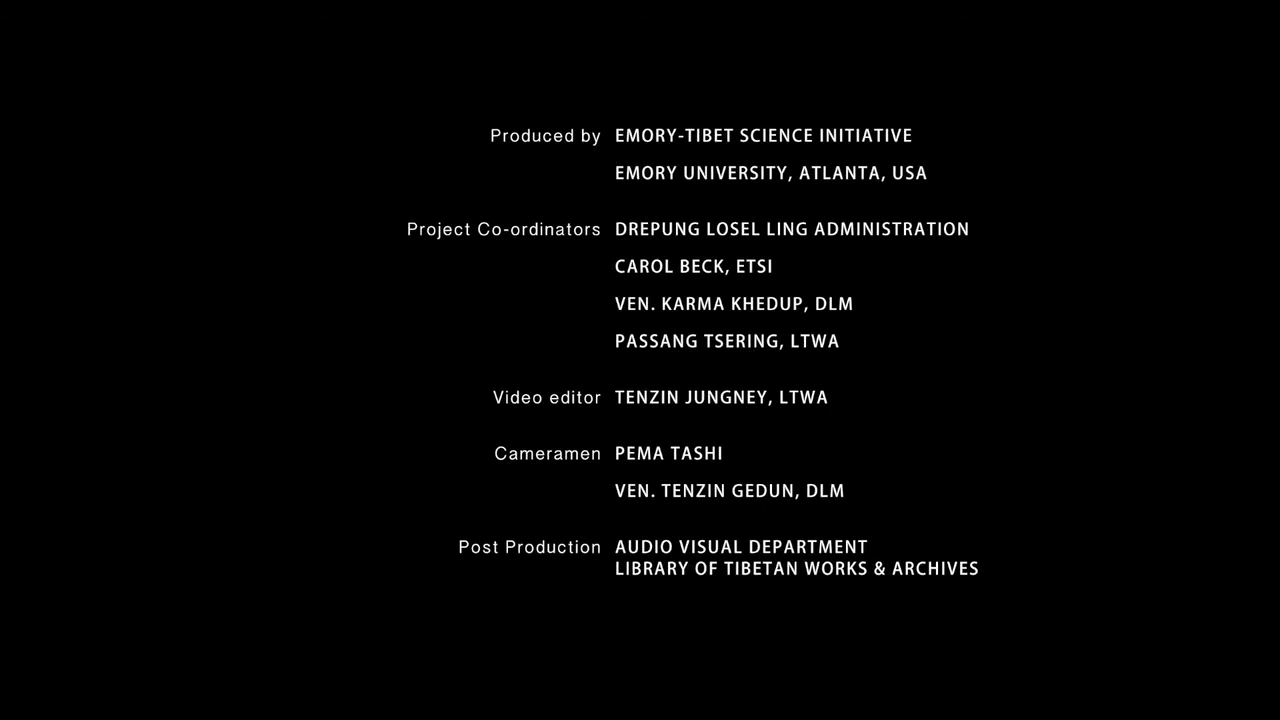 Produced by EMORY-TIBET SCIENCE INITIATIVE
EMORY UNIVERSITY, ATLANTA, USA
Project Co-ordinators DREPUNG LOSEL LING ADMINISTRATION
CAROL BECK, ETSI
VEN. KARMA KHEDUP, DLM
PASSANG TSERING, LTWA
Video editor TENZIN JUNGNEY, LTWA
Cameramen PEMA TASHI
VEN. TENZIN GEDUN, DLM
Post Production AUDIO VISUAL DEPARTMENT
LIBRARY OF TIBETAN WORKS & ARCHIVES